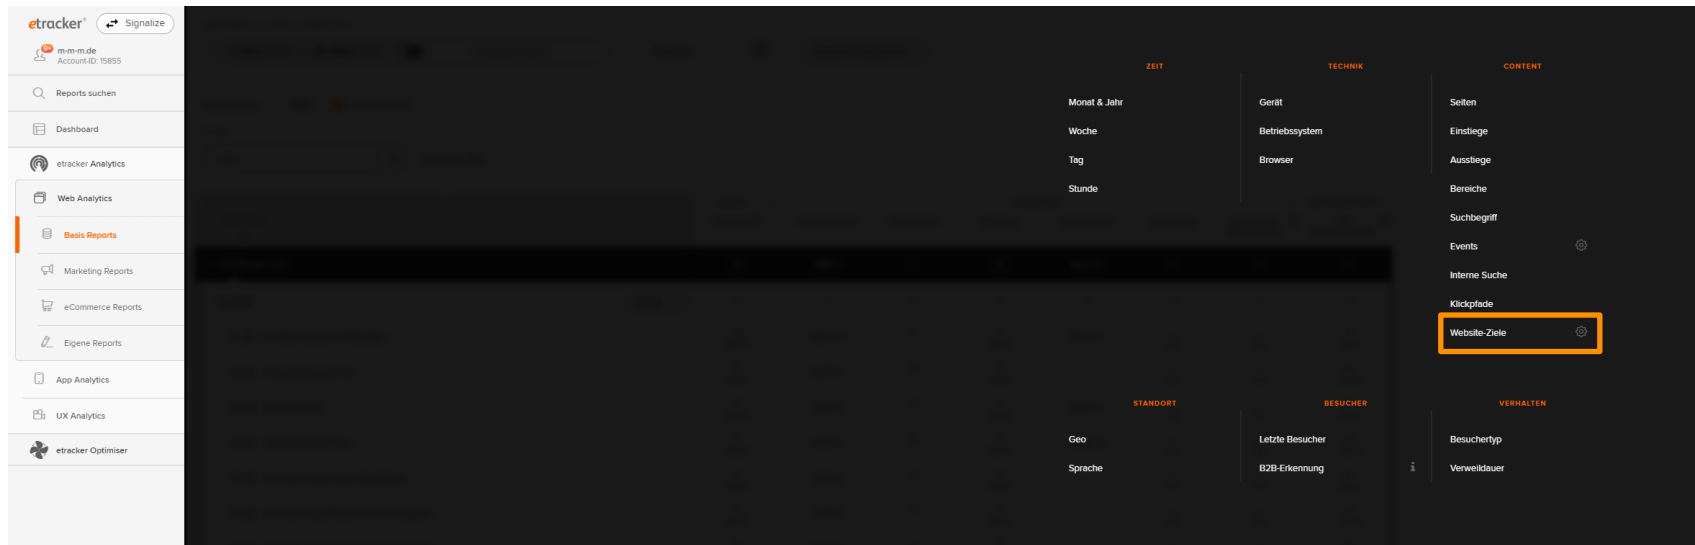 etracker® Signalize
9+
m-m-m.de
Account-ID: 15855
Reports suchen
Dashboard
etracker Analytics
Web Analytics
Basis Reports
Marketing Reports
eCommerce Reports
Eigene Reports
App Analytics
UX Analytics
etracker Optimiser
ZEIT
Monat & Jahr
Woche
Tag
Stunde
TECHNIK
Gerät
Betriebssystem
Browser
CONTENT
Seiten
Einstiege
Ausstiege
Bereiche
Suchbegriff
Events
Interne Suche
Klickpfade
Website-Ziele
STANDORT
Geo
Sprache
BESUCHER
Letzte Besucher
B2B-Erkennung
VERHALTEN
Besuchertyp
Verweildauer